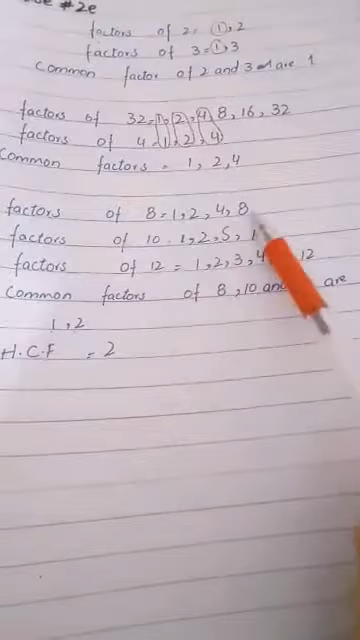 #2e
factors of 2 = 1, 2
factors of 3 = 1, 3
Common factor of 2 and 3 are 1
factors of 32 = 1, 2, 4, 8, 16, 32
factors of 4 = 1, 2, 4
Common factors = 1, 2, 4
factors of 8 = 1, 2, 4, 8
factors of 10 1, 2, 5, 1
factors of 12 = 1, 2, 3, 4 12
Common factors of 8, 10 and are
1, 2
H.C.F = 2